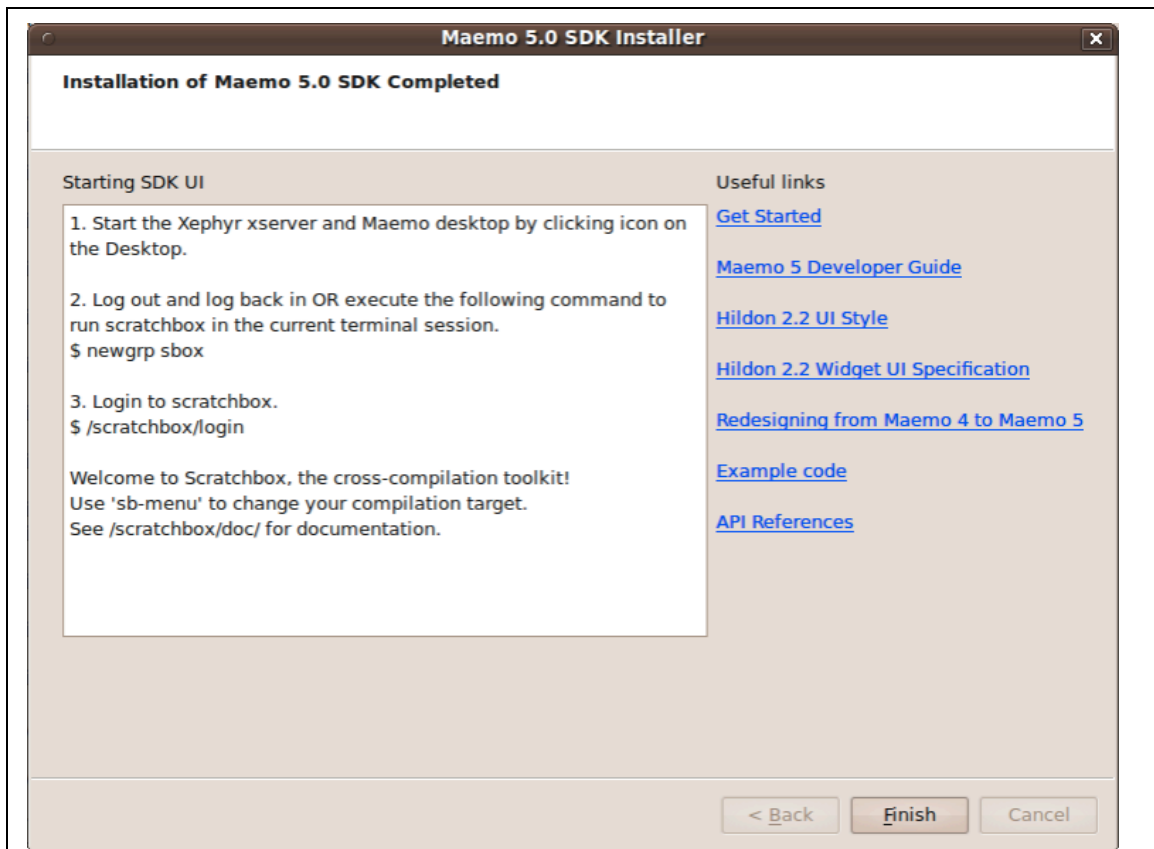 Maemo 5.0 SDK Installer
Installation of Maemo 5.0 SDK Completed
Starting SDK UI
1. Start the Xephyr xserver and Maemo desktop by clicking icon on
the Desktop.
2. Log out and log back in OR execute the following command to
run scratchbox in the current terminal session.
$ newgrp sbox
3. Login to scratchbox.
$ /scratchbox/login
Welcome to Scratchbox, the cross-compilation toolkit!
Use 'sb-menu' to change your compilation target.
See /scratchbox/doc/ for documentation.
Useful links
Get Started
Maemo 5 Developer Guide
Hildon 2.2 UI Style
Hildon 2.2 Widget UI Specification
Redesigning from Maemo 4 to Maemo 5
Example code
API References
< Back
Finish
Cancel